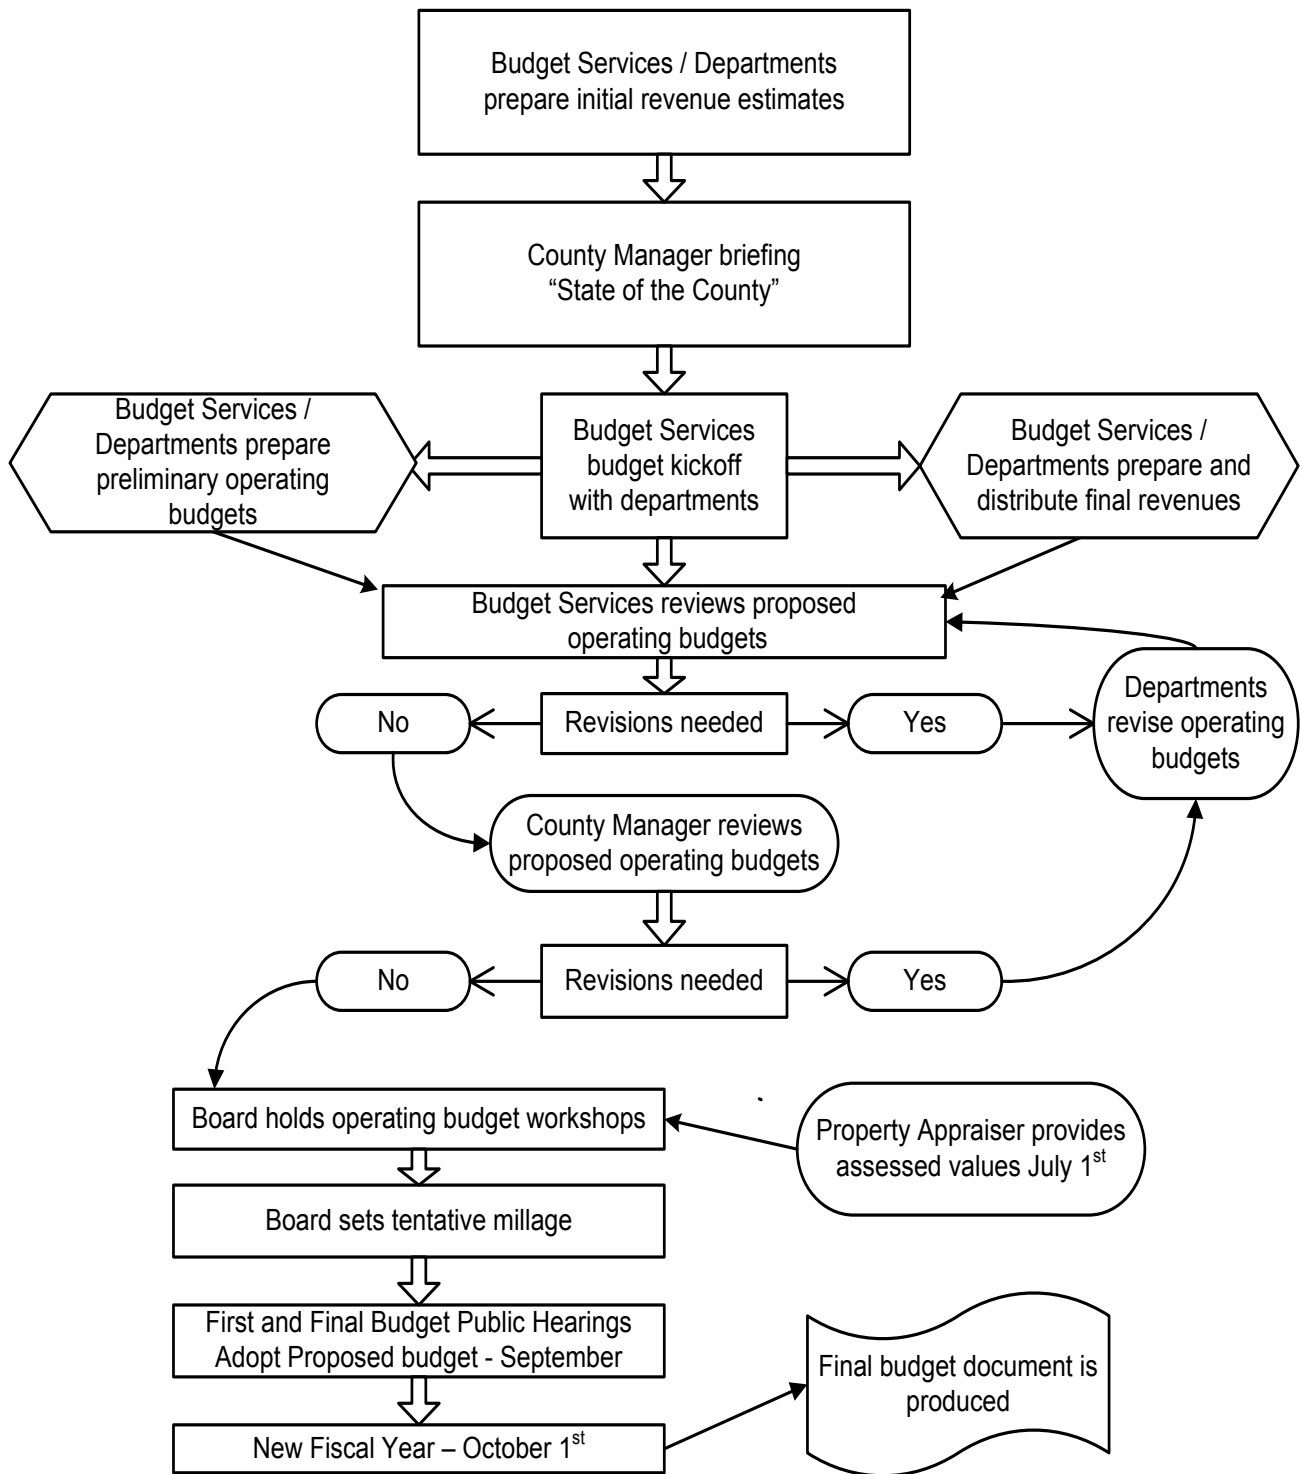 Budget Services / Departments
prepare initial revenue estimates
County Manager briefing
“State of the County”
Budget Services /
Departments prepare
preliminary operating
budgets
Budget Services
budget kickoff
with departments
Budget Services /
Departments prepare and
distribute final revenues
Budget Services reviews proposed
operating budgets
No
Revisions needed
Yes
Departments
revise operating
budgets
County Manager reviews
proposed operating budgets
No
Revisions needed
Yes
Board holds operating budget workshops
Property Appraiser provides
assessed values July 1st
Board sets tentative millage
First and Final Budget Public Hearings
Adopt Proposed budget - September
Final budget document is
produced
New Fiscal Year – October 1st